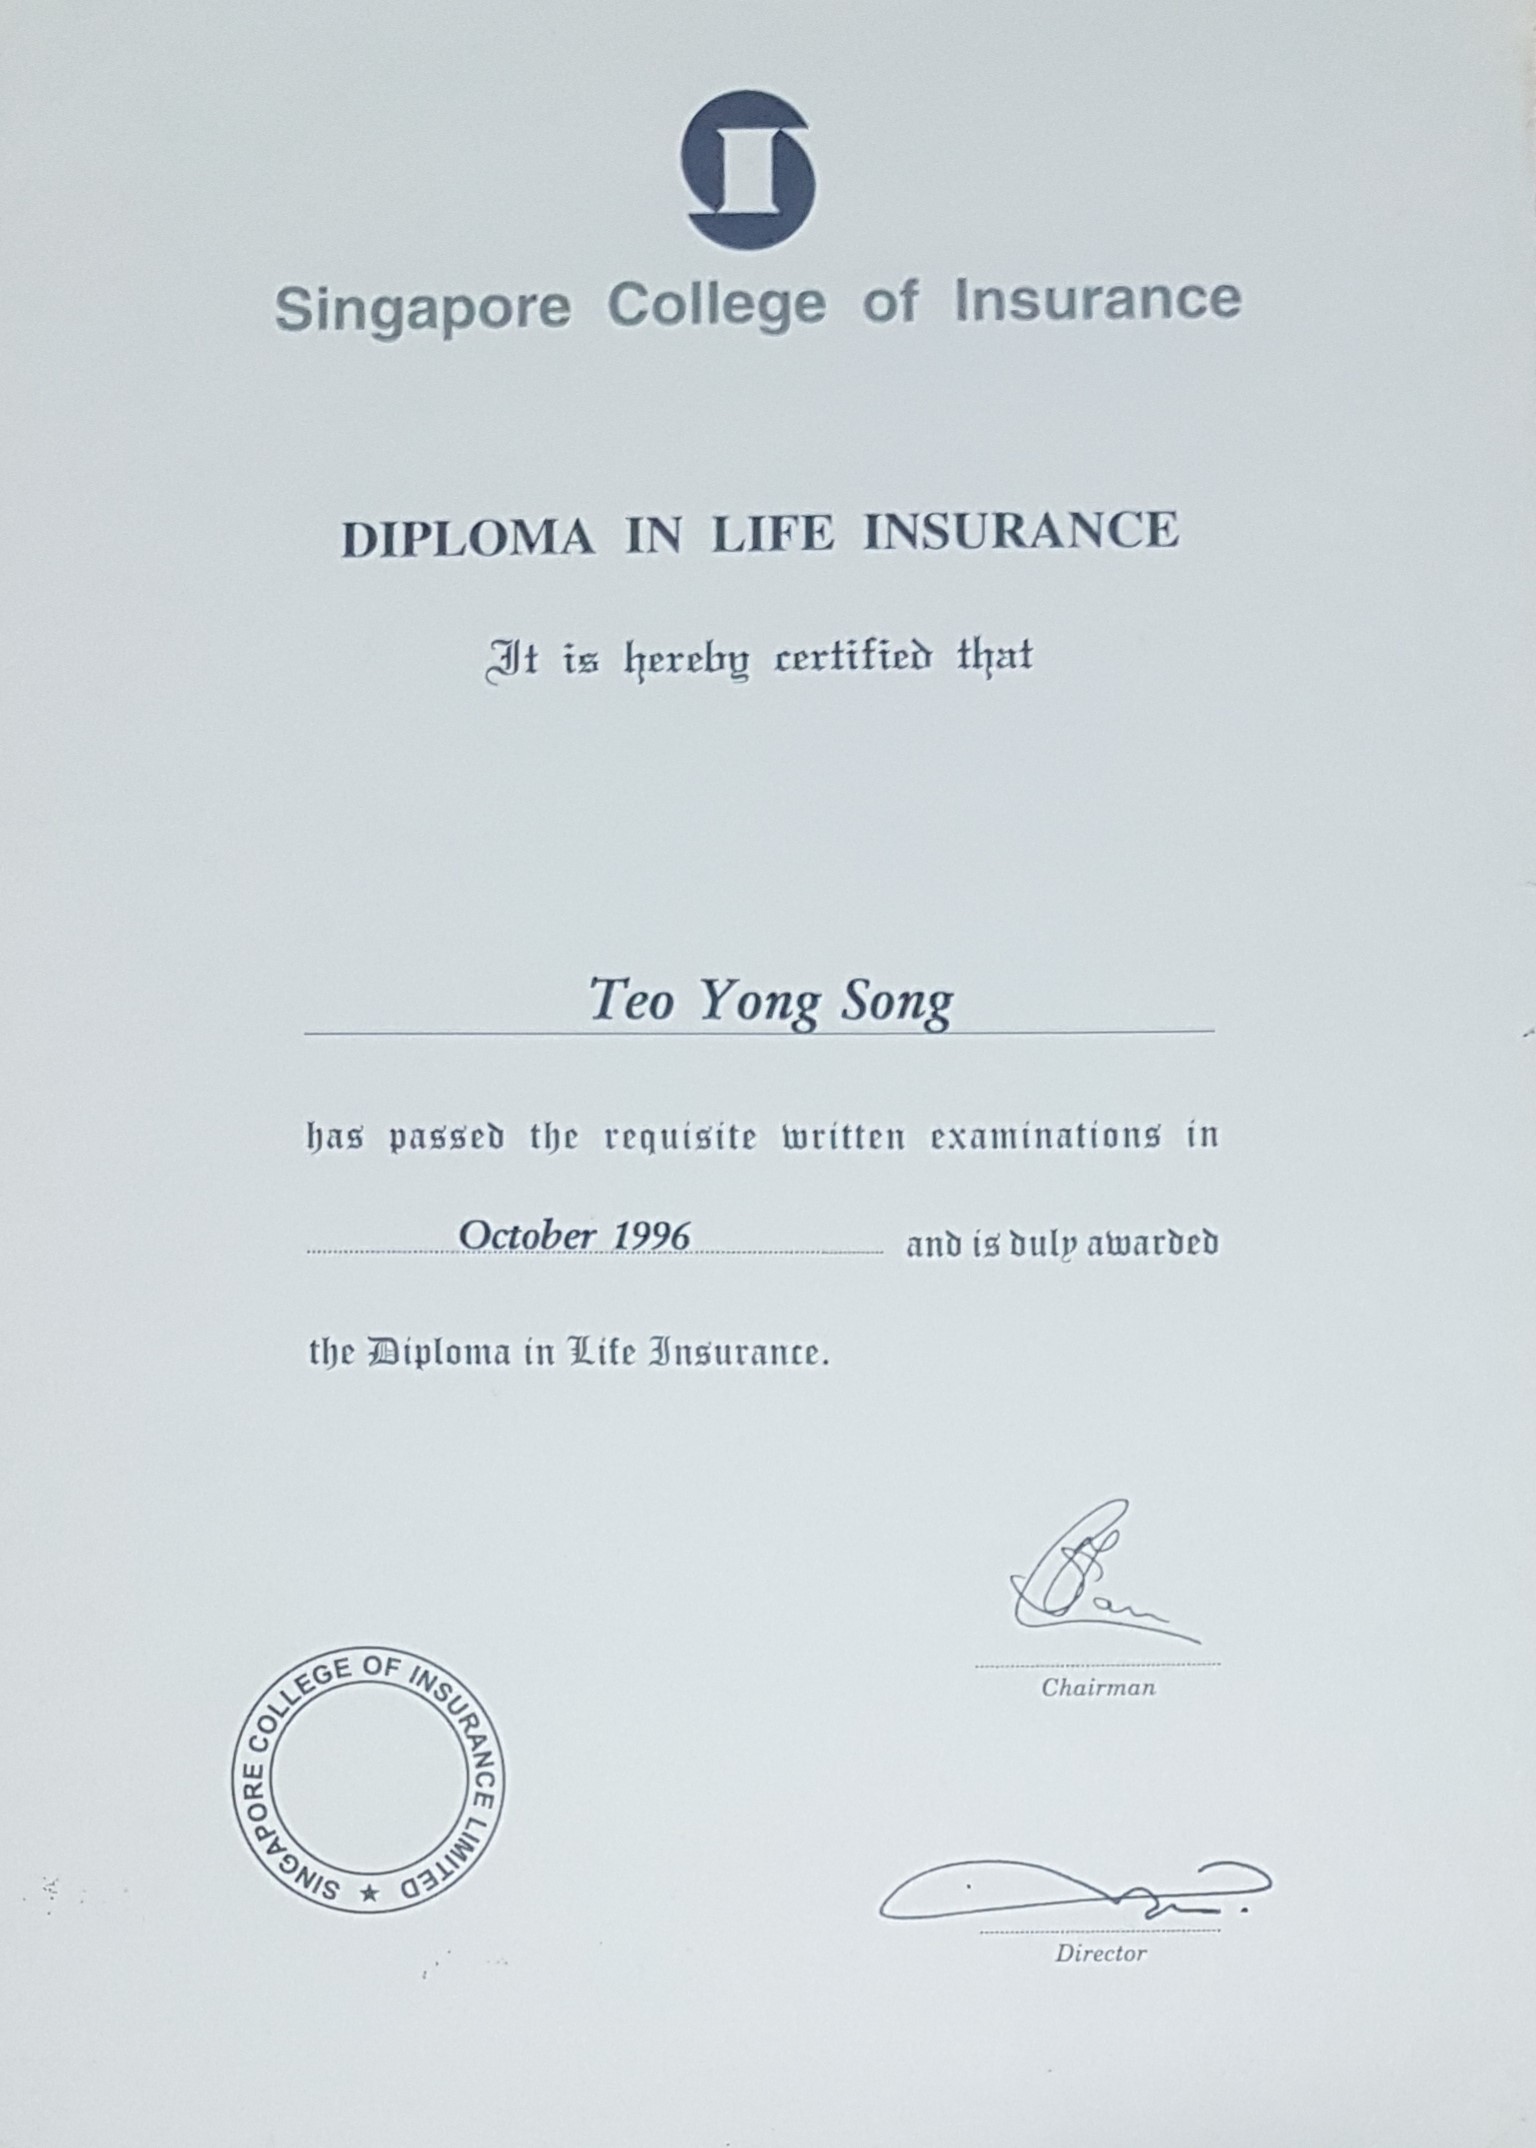 Singapore College of Insurance
DIPLOMA IN LIFE INSURANCE
It is hereby certified that
Teo Yong Song
has passed the requisite written examinations in
October 1996 and is duly awarded
the Diploma in Life Insurance.
Chairman
SINGAPORE COLLEGE OF INSURANCE LIMITED ★
Director